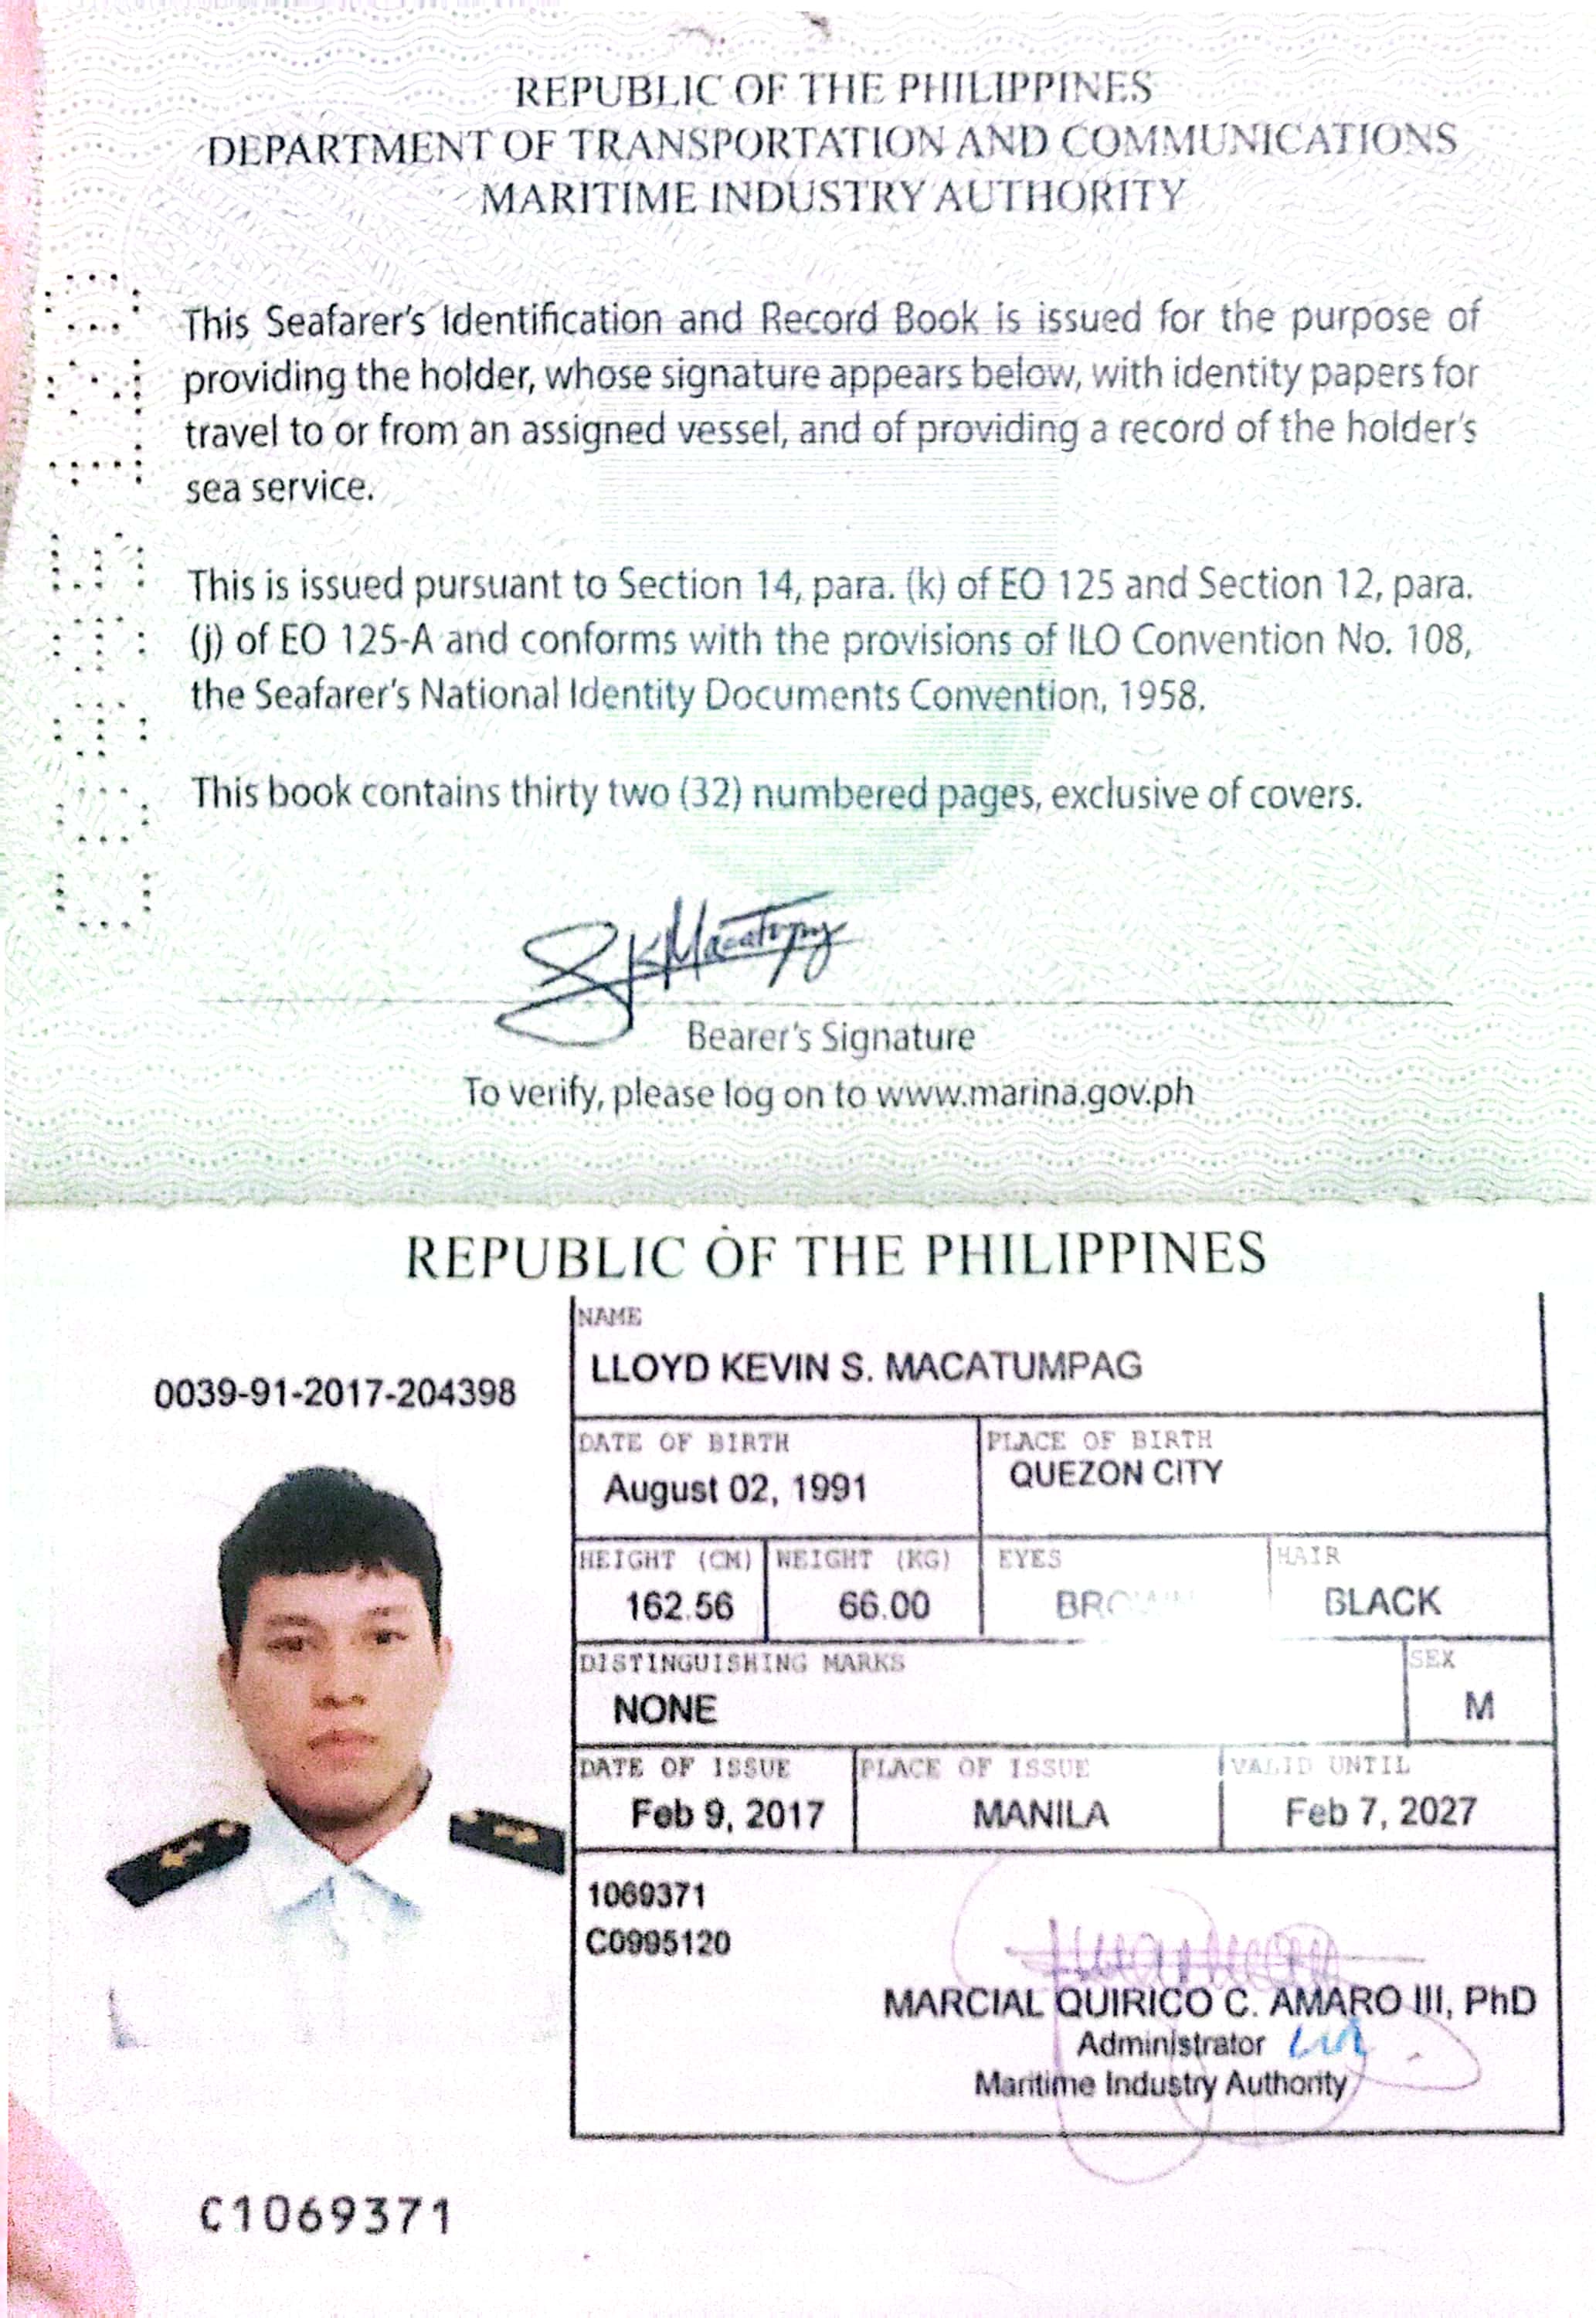 REPUBLIC OF THE PHILIPPINES
DEPARTMENT OF TRANSPORTATION AND COMMUNICATIONS
MARITIME INDUSTRY AUTHORITY
This Seafarer's Identification and Record Book is issued for the purpose of
providing the holder, whose signature appears below, with identity papers for
travel to or from an assigned vessel, and of providing a record of the holder's
sea service.
This is issued pursuant to Section 14, para. (k) of EO 125 and Section 12, para.
(j) of EO 125-A and conforms with the provisions of ILO Convention No. 108,
the Seafarer's National Identity Documents Convention, 1958.
This book contains thirty two (32) numbered pages, exclusive of covers.
Bearer's Signature
To verify, please log on to www.marina.gov.ph
REPUBLIC OF THE PHILIPPINES
0039-91-2017-204398
NAME
LLOYD KEVIN S. MACATUMPAG
DATE OF BIRTH PLACE OF BIRTH
August 02, 1991 QUEZON CITY
HEIGHT (CM) WEIGHT (KG) EYES HAIR
162.56 66.00 BROWN BLACK
DISTINGUISHING MARKS SEX
NONE M
DATE OF ISSUE PLACE OF ISSUE VALID UNTIL
Feb 9, 2017 MANILA Feb 7, 2027
1069371
C0995120
MARCIAL QUIRICO C. AMARO III, PhD
Administrator
Maritime Industry Authority
C1069371